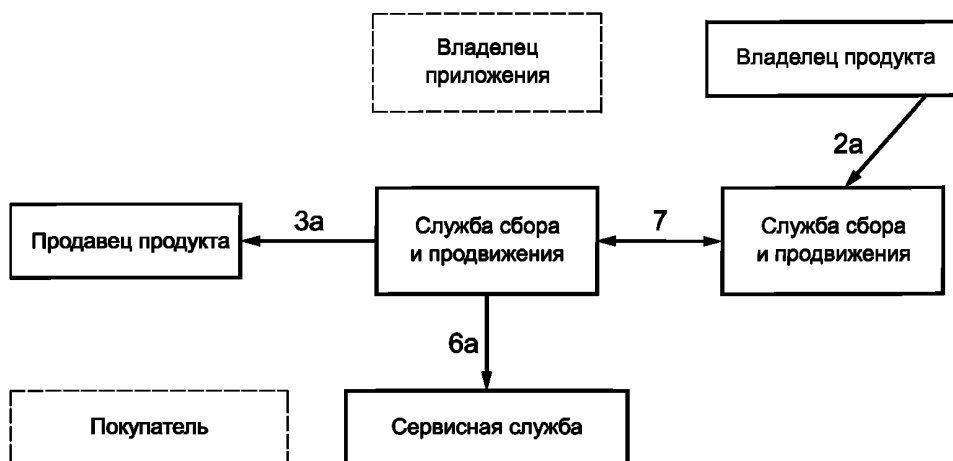 Владелец
приложения
Владелец продукта
2а
Продавец продукта
3а
Служба сбора
и продвижения
7
Служба сбора
и продвижения
6а
Покупатель
Сервисная служба